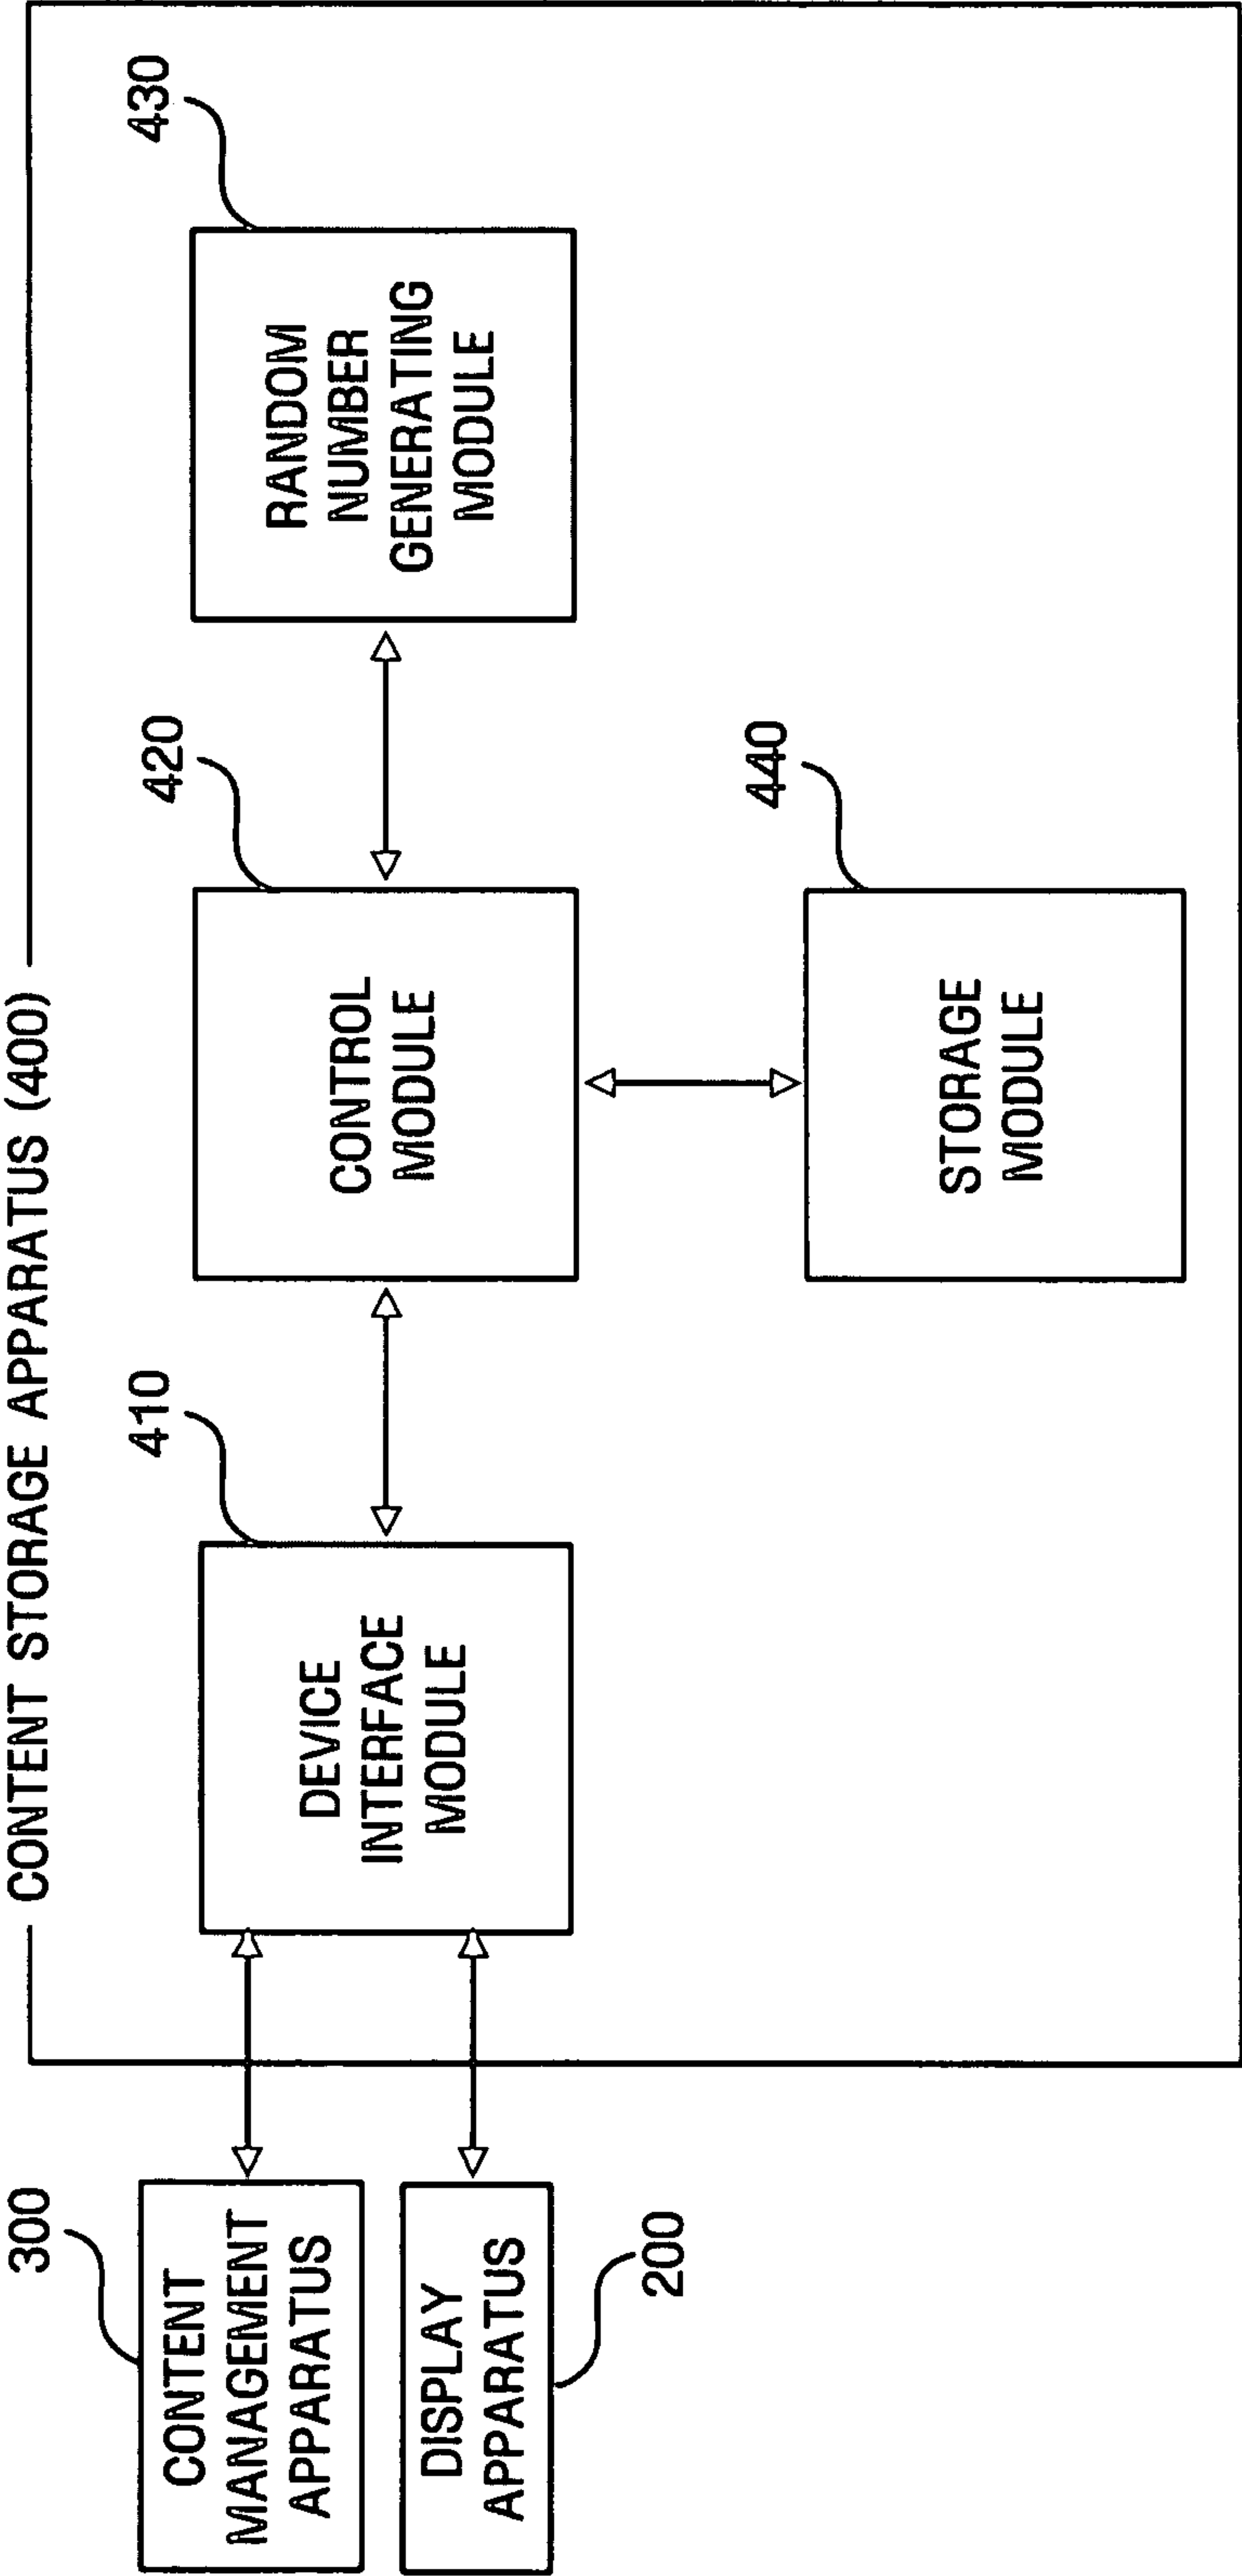 CONTENT STORAGE APPARATUS (400)
300
CONTENT
MANAGEMENT
APPARATUS
DISPLAY
APPARATUS
200
410
DEVICE
INTERFACE
MODULE
420
CONTROL
MODULE
430
RANDOM
NUMBER
GENERATING
MODULE
440
STORAGE
MODULE